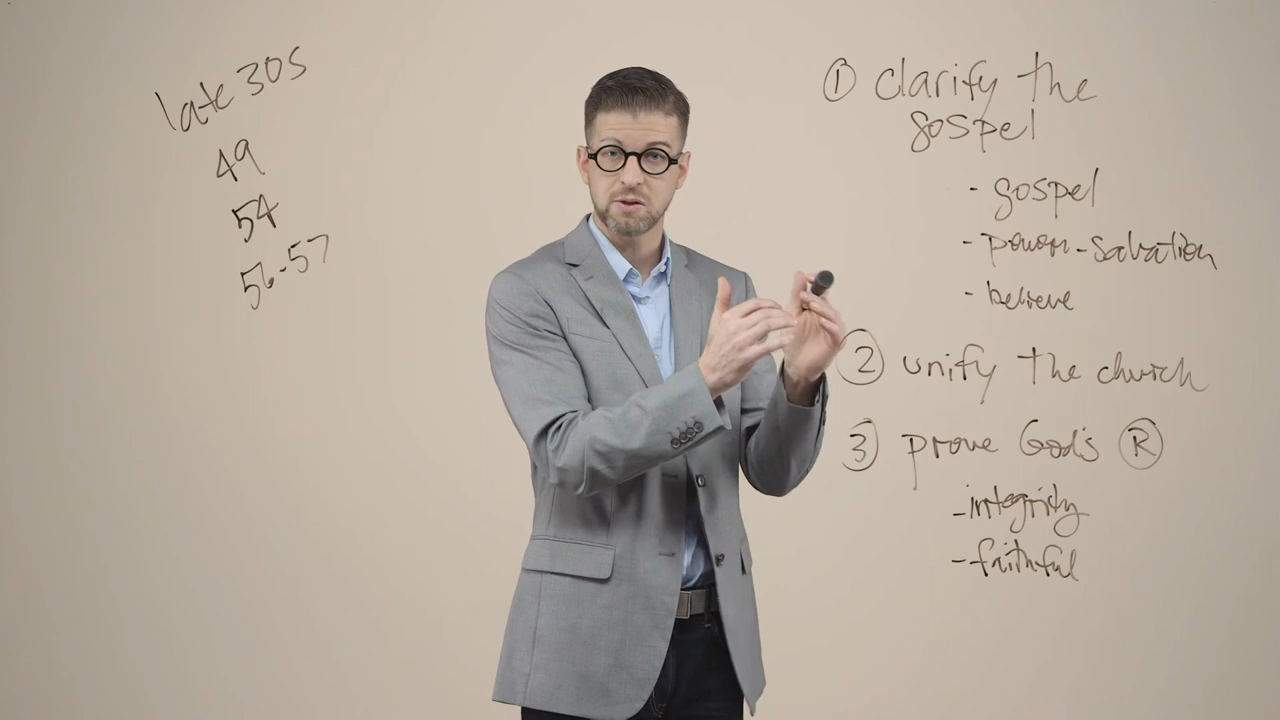 late 30s
49
54
56-57
① clarify the
gospel
- gospel
- power - salvation
- believe
② unify the church
③ prove God's Ⓡ
- integrity
- faithful